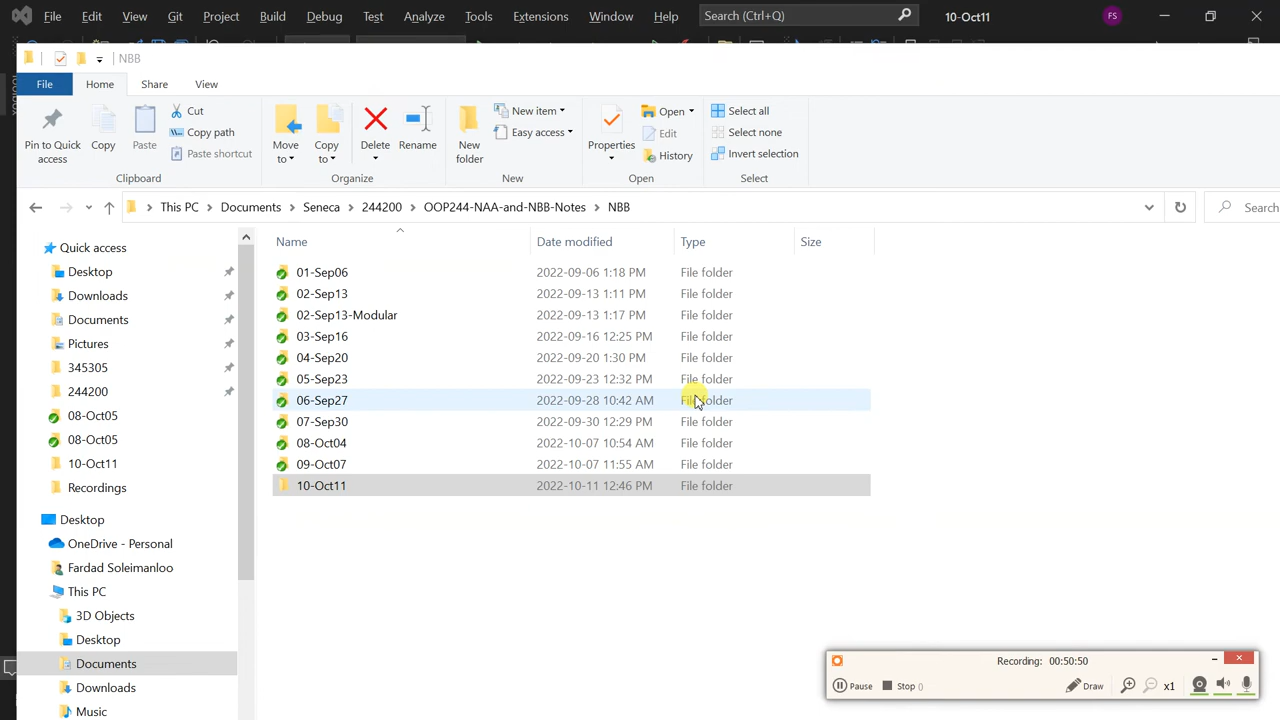 File Edit View Git Project Build Debug Test Analyze Tools Extensions Window Help Search (Ctrl+Q) 10-Oct11 FS
NBB
File Home Share View
Pin to Quick access
Copy
Paste
Cut
Copy path
Paste shortcut
Move to
Copy to
Delete
Rename
New folder
New item
Easy access
Properties
Open
Edit
History
Select all
Select none
Invert selection
Clipboard Organize New Open Select
This PC Documents Seneca 244200 OOP244-NAA-and-NBB-Notes NBB Search
Name Date modified Type Size
01-Sep06 2022-09-06 1:18 PM File folder
02-Sep13 2022-09-13 1:11 PM File folder
02-Sep13-Modular 2022-09-13 1:17 PM File folder
03-Sep16 2022-09-16 12:25 PM File folder
04-Sep20 2022-09-20 1:30 PM File folder
05-Sep23 2022-09-23 12:32 PM File folder
06-Sep27 2022-09-28 10:42 AM File folder
07-Sep30 2022-09-30 12:29 PM File folder
08-Oct04 2022-10-07 10:54 AM File folder
09-Oct07 2022-10-07 11:55 AM File folder
10-Oct11 2022-10-11 12:46 PM File folder
Quick access
Desktop
Downloads
Documents
Pictures
345305
244200
08-Oct05
08-Oct05
10-Oct11
Recordings
Desktop
OneDrive - Personal
Fardad Soleimanloo
This PC
3D Objects
Desktop
Documents
Downloads
Music
Recording: 00:50:50
Pause Stop () Draw x1